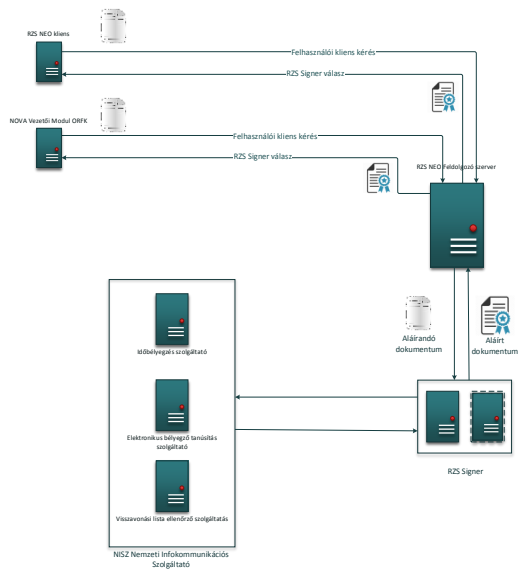 RZS NEO kliens
Felhasználói kliens kérés
RZS Signer válasz
NOVA Vezetői Modul ORFK
Felhasználói kliens kérés
RZS Signer válasz
RZS NEO Feldolgozó szerver
Aláírandó
dokumentum
Aláírt
dokumentum
Időbélyegzés szolgáltató
Elektronikus bélyegző tanúsítás
szolgáltató
RZS Signer
Visszavonási lista ellenőrző szolgáltatás
NISZ Nemzeti Infokommunikációs
Szolgáltató